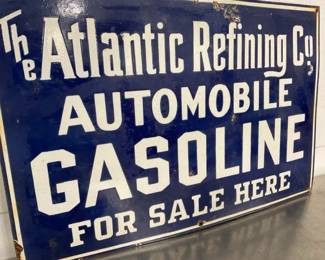 The Atlantic Refining Co's
AUTOMOBILE
GASOLINE
FOR SALE HERE